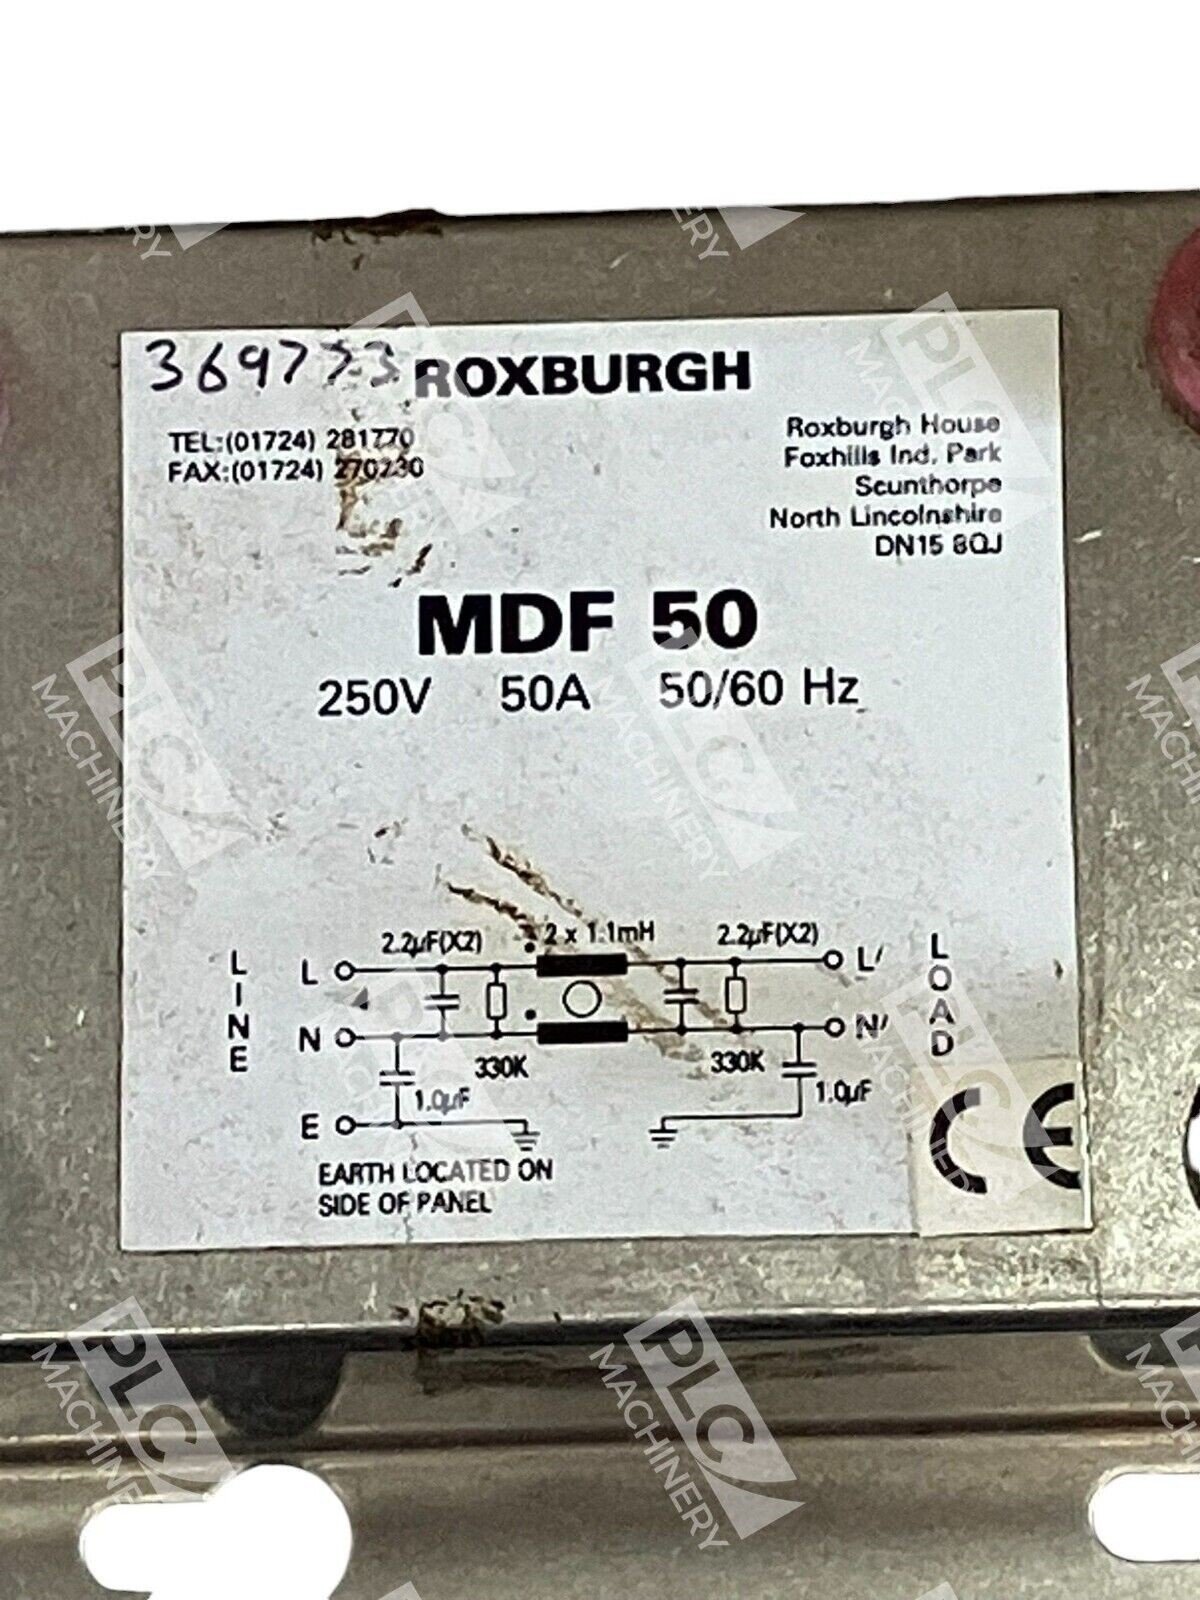 369773 ROXBURGH
TEL:(01724) 281770
FAX:(01724) 270230
Roxburgh House
Foxhills Ind. Park
Scunthorpe
North Lincolnshire
DN15 8QJ
MDF 50
250V 50A 50/60 Hz
LINE
L
N
E
2.2µF(X2)
2 x 1.1mH
2.2µF(X2)
330K
330K
1.0µF
1.0µF
L'
N'
LOAD
EARTH LOCATED ON
SIDE OF PANEL
CE
PLC
MACHINERY